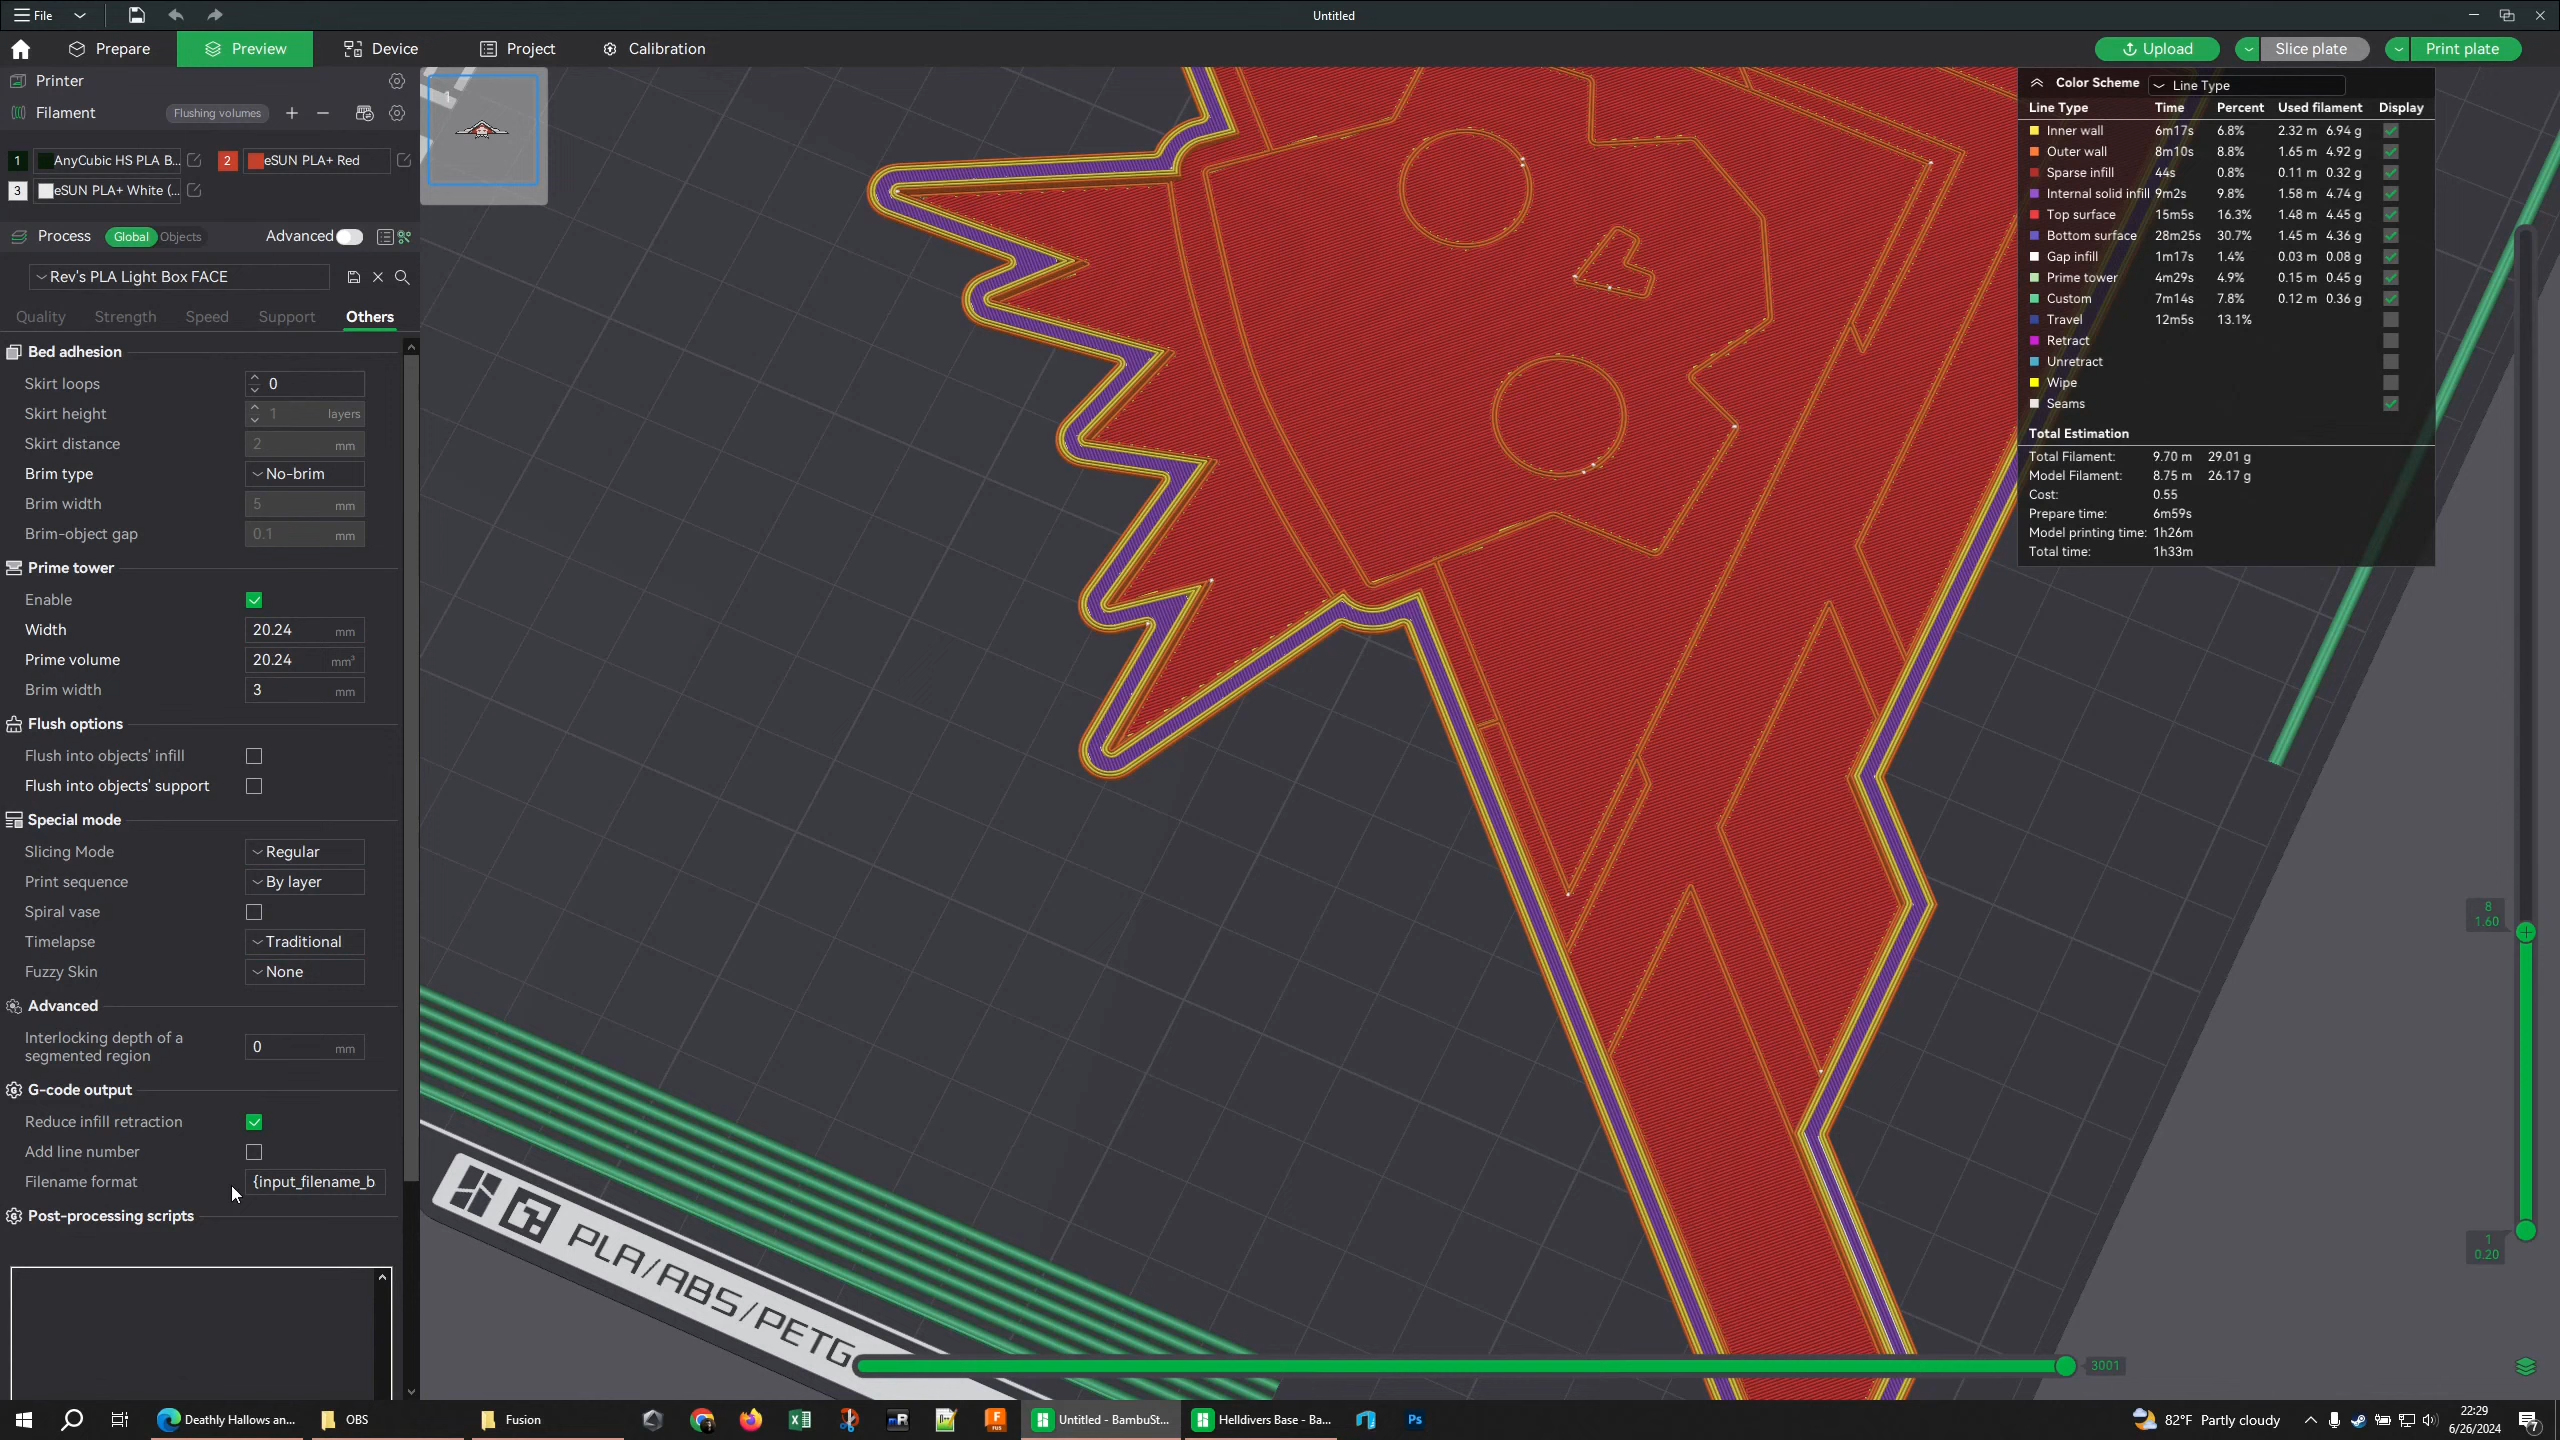 File
Untitled
Prepare
Preview
Device
Project
Calibration
Upload
Slice plate
Print plate
Printer
Filament
Flushing volumes
1 AnyCubic HS PLA B...
2 eSUN PLA+ Red
3 eSUN PLA+ White (...
Process Global Objects Advanced
Rev's PLA Light Box FACE
Quality Strength Speed Support Others
Bed adhesion
Skirt loops 0
Skirt height 1 layers
Skirt distance 2 mm
Brim type No-brim
Brim width 5 mm
Brim-object gap 0.1 mm
Prime tower
Enable
Width 20.24 mm
Prime volume 20.24 mm³
Brim width 3 mm
Flush options
Flush into objects' infill
Flush into objects' support
Special mode
Slicing Mode Regular
Print sequence By layer
Spiral vase
Timelapse Traditional
Fuzzy Skin None
Advanced
Interlocking depth of a
segmented region 0 mm
G-code output
Reduce infill retraction
Add line number
Filename format {input_filename_b
Post-processing scripts
1
PLA/ABS/PETG
Color Scheme Line Type
Line Type Time Percent Used filament Display
Inner wall 6m17s 6.8% 2.32 m 6.94 g
Outer wall 8m10s 8.8% 1.65 m 4.92 g
Sparse infill 44s 0.8% 0.11 m 0.32 g
Internal solid infill 9m2s 9.8% 1.58 m 4.74 g
Top surface 15m5s 16.3% 1.48 m 4.45 g
Bottom surface 28m25s 30.7% 1.45 m 4.36 g
Gap infill 1m17s 1.4% 0.03 m 0.08 g
Prime tower 4m29s 4.9% 0.15 m 0.45 g
Custom 7m14s 7.8% 0.12 m 0.36 g
Travel 12m5s 13.1%
Retract
Unretract
Wipe
Seams
Total Estimation
Total Filament: 9.70 m 29.01 g
Model Filament: 8.75 m 26.17 g
Cost: 0.55
Prepare time: 6m59s
Model printing time: 1h26m
Total time: 1h33m
8
1.60
1
0.20
3001
Deathly Hallows an...
OBS
Fusion
Untitled - BambuSt...
Helldivers Base - Ba...
Ps
82°F Partly cloudy
22:29
6/26/2024
7